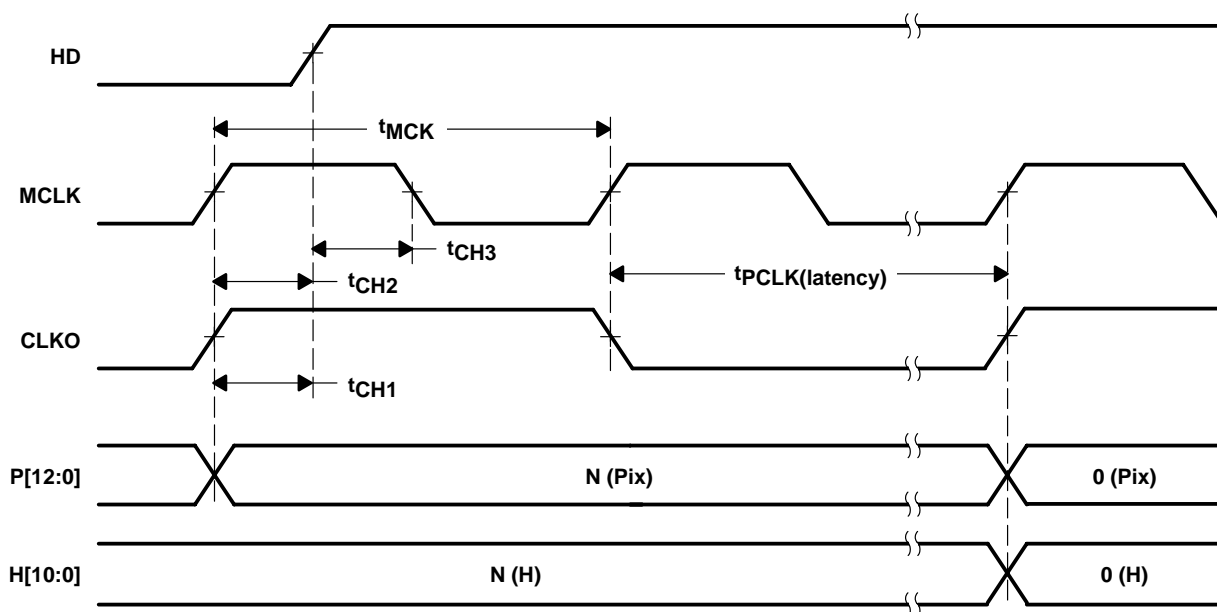 HD
tMCK
MCLK
tCH3
tCH2
tPCLK(latency)
CLKO
tCH1
P[12:0]
N (Pix)
0 (Pix)
H[10:0]
N (H)
0 (H)